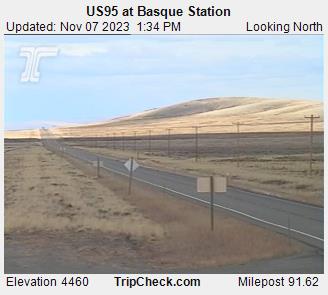 US95 at Basque Station
Updated: Nov 07 2023 1:34 PM Looking North
Elevation 4460 TripCheck.com Milepost 91.62